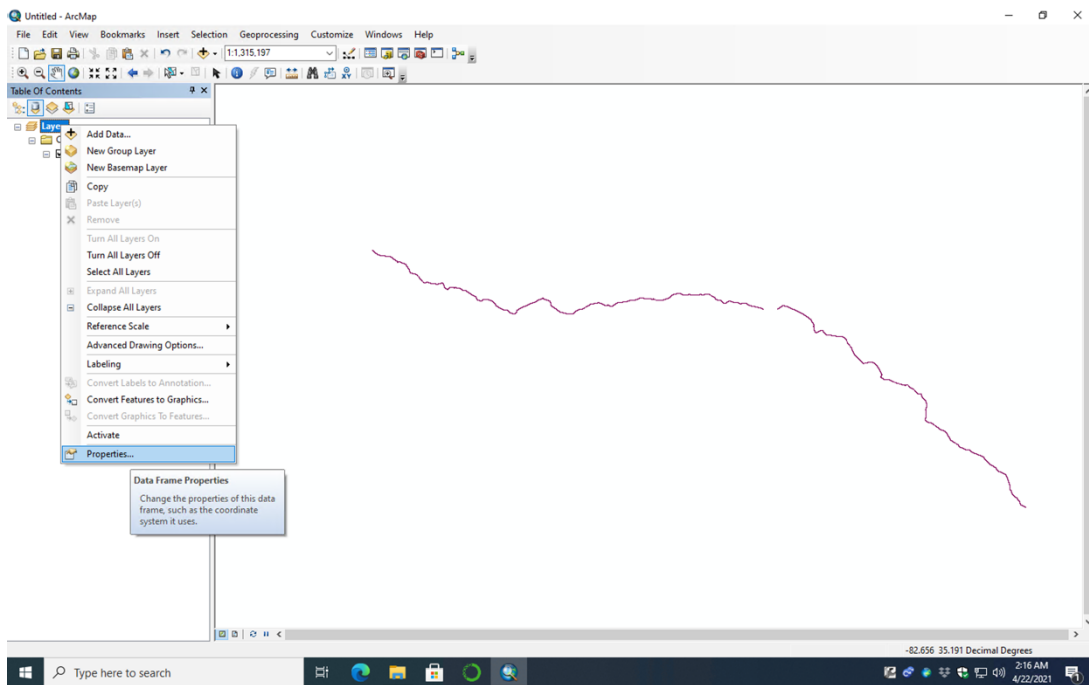 Untitled - ArcMap
File Edit View Bookmarks Insert Selection Geoprocessing Customize Windows Help
1:1,315,197
Table Of Contents
Layers
Add Data...
New Group Layer
New Basemap Layer
Copy
Paste Layer(s)
Remove
Turn All Layers On
Turn All Layers Off
Select All Layers
Expand All Layers
Collapse All Layers
Reference Scale
Advanced Drawing Options...
Labeling
Convert Labels to Annotation...
Convert Features to Graphics...
Convert Graphics To Features...
Activate
Properties...
Data Frame Properties
Change the properties of this data
frame, such as the coordinate
system it uses.
-82.656 35.191 Decimal Degrees
Type here to search
2:16 AM
4/22/2021